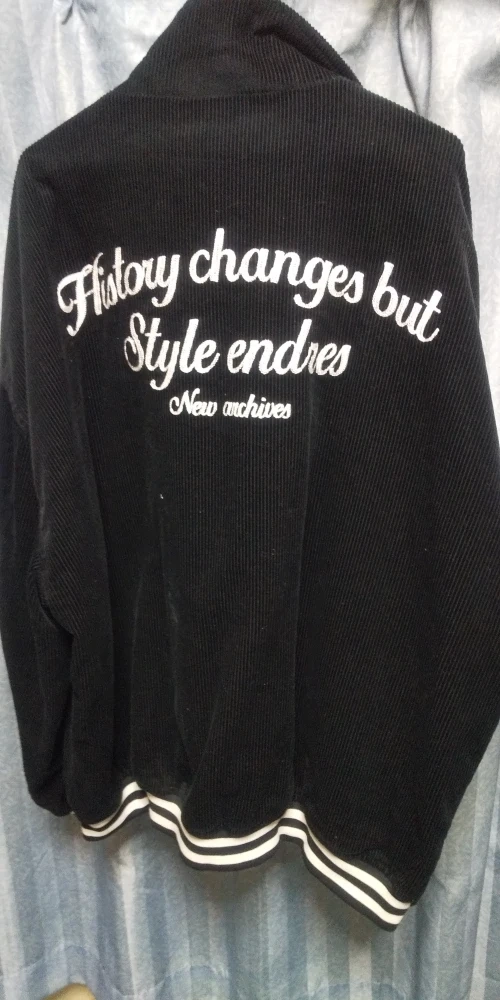 History changes but
Style endres
New archives